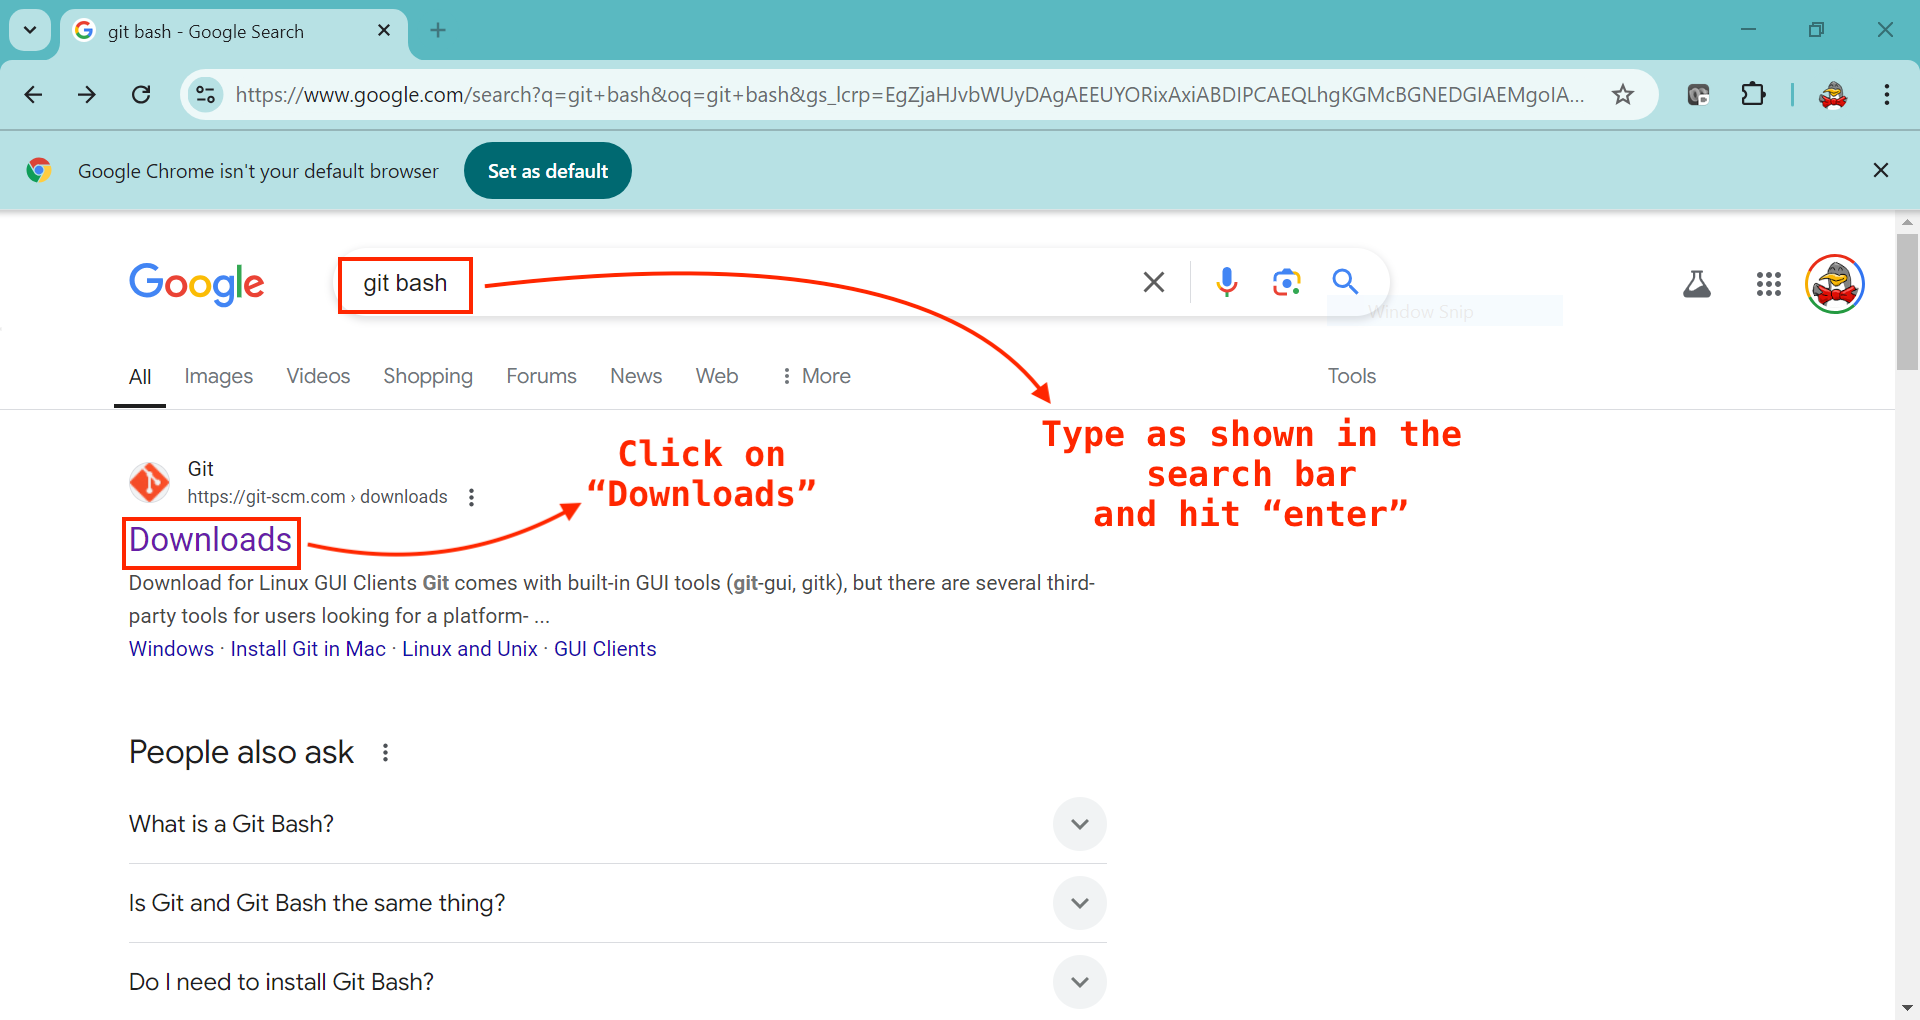 git bash - Google Search
https://www.google.com/search?q=git+bash&oq=git+bash&gs_lcrp=EgZjaHJvbWUyDAgAEEUYORixAxiABDIPCAEQLhgKGMcBGNEDGIAEMgoIA...
Google Chrome isn't your default browser
Set as default
Google
git bash
Window Snip
All
Images
Videos
Shopping
Forums
News
Web
More
Tools
Type as shown in the
search bar
and hit “enter”
Click on
“Downloads”
Git
https://git-scm.com › downloads
Downloads
Download for Linux GUI Clients Git comes with built-in GUI tools (git-gui, gitk), but there are several third-
party tools for users looking for a platform- ...
Windows · Install Git in Mac · Linux and Unix · GUI Clients
People also ask
What is a Git Bash?
Is Git and Git Bash the same thing?
Do I need to install Git Bash?